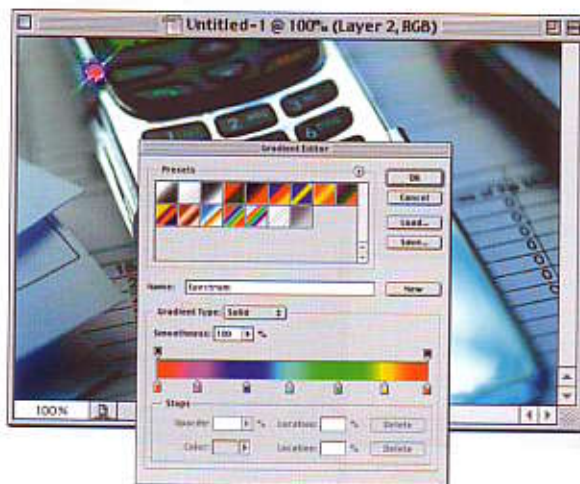 Untitled-1 @ 100% (Layer 2, RGB)
Gradient Editor
Presets
OK
Cancel
Load...
Save...
Name: Spectrum
New
Gradient Type: Solid
Smoothness: 100 %
Stops
Opacity: % Location: % Delete
Color: Location: % Delete
100%